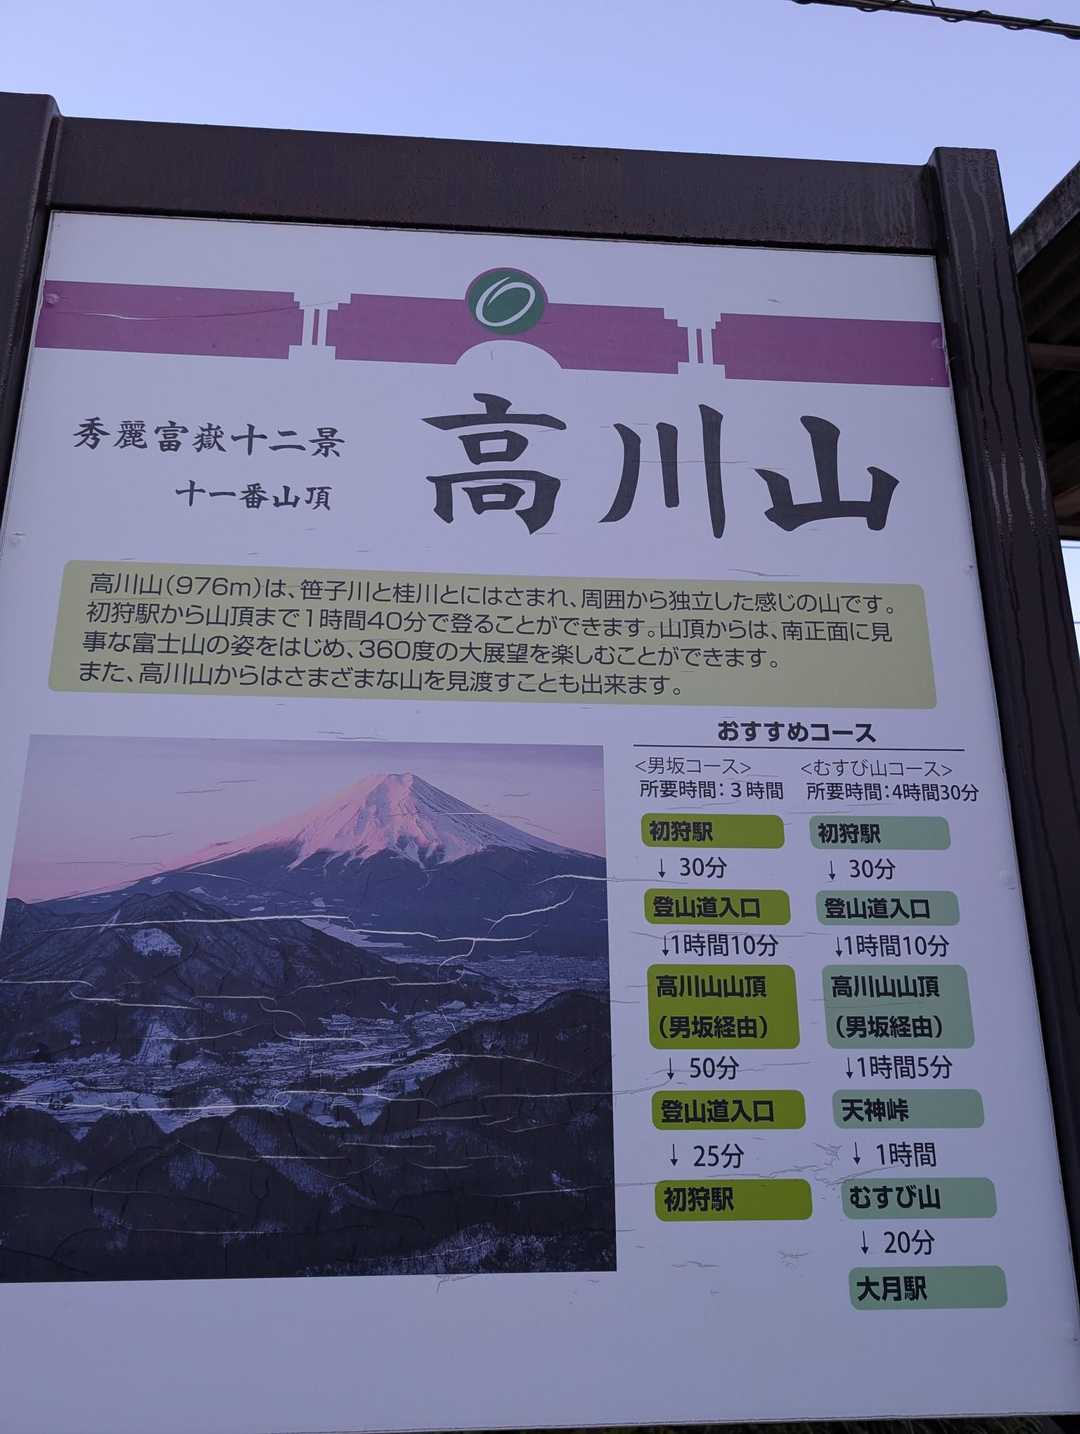 秀麗富嶽十二景
十一番山頂
高川山
高川山(976m)は、笹子川と桂川とにはさまれ、周囲から独立した感じの山です。
初狩駅から山頂まで1時間40分で登ることができます。山頂からは、南正面に見
事な富士山の姿をはじめ、360度の大展望を楽しむことができます。
また、高川山からはさまざまな山を見渡すことも出来ます。
おすすめコース
<男坂コース>
所要時間：3時間
初狩駅
↓ 30分
登山道入口
↓1時間10分
高川山山頂
(男坂経由)
↓ 50分
登山道入口
↓ 25分
初狩駅
<むすび山コース>
所要時間：4時間30分
初狩駅
↓ 30分
登山道入口
↓1時間10分
高川山山頂
(男坂経由)
↓1時間5分
天神峠
↓ 1時間
むすび山
↓ 20分
大月駅